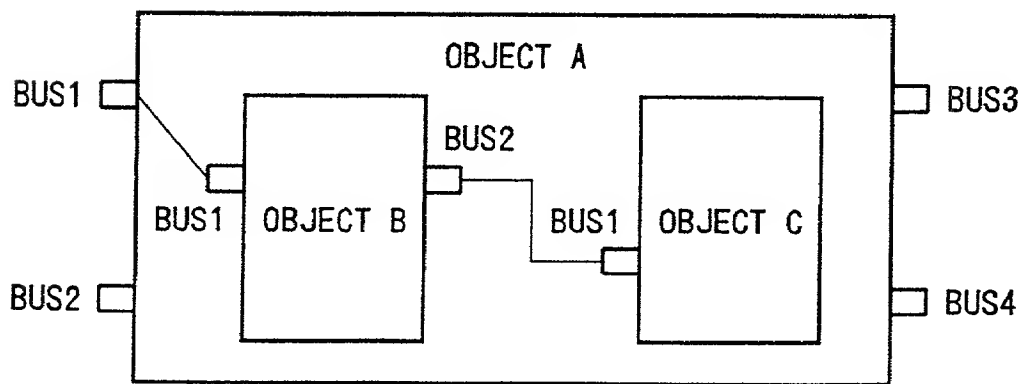 OBJECT A
BUS1
BUS3
BUS2
BUS1
OBJECT B
BUS1
OBJECT C
BUS2
BUS4